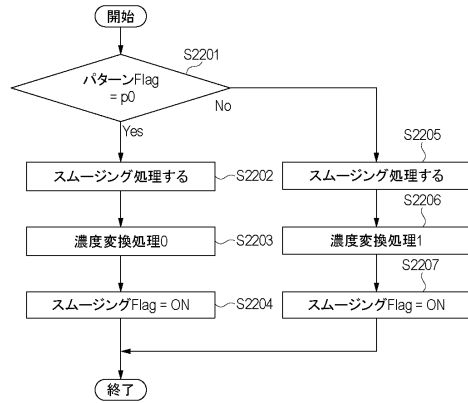 開始
S2201
パターンFlag
= p0
No
Yes
S2205
スムージング処理する
S2202
スムージング処理する
S2206
濃度変換処理0
S2203
濃度変換処理1
S2207
スムージングFlag = ON
S2204
スムージングFlag = ON
終了